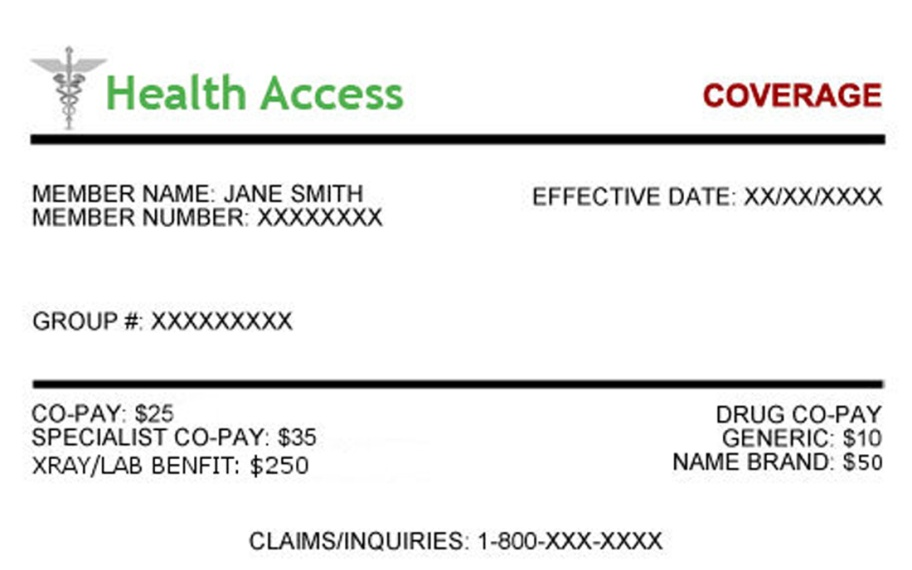 Health Access
COVERAGE
MEMBER NAME: JANE SMITH
MEMBER NUMBER: XXXXXXXX
EFFECTIVE DATE: XX/XX/XXXX
GROUP #: XXXXXXXXX
CO-PAY: $25
SPECIALIST CO-PAY: $35
XRAY/LAB BENFIT: $250
DRUG CO-PAY
GENERIC: $10
NAME BRAND: $50
CLAIMS/INQUIRIES: 1-800-XXX-XXXX